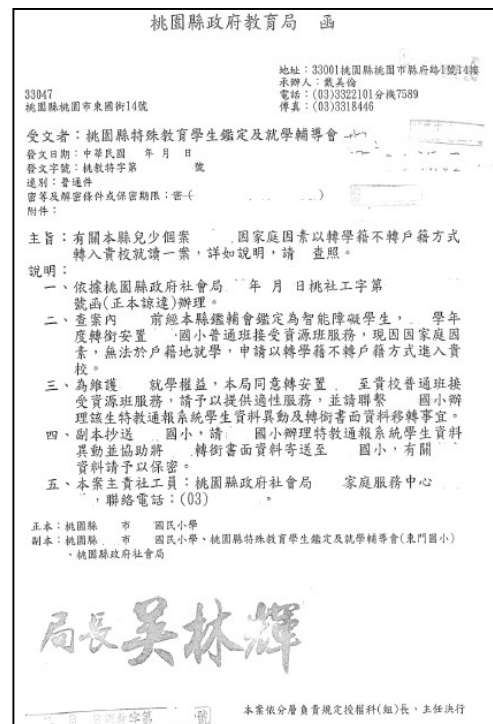 桃園縣政府教育局 函
地址：33001桃園縣桃園市縣府路1號14樓
承辦人：戴美倫
電話：(03)3322101分機7589
傳真：(03)3318446
33047
桃園縣桃園市東國街14號
受文者：桃園縣特殊教育學生鑑定及就學輔導會
發文日期：中華民國 年 月 日
發文字號：桃教特字第 號
速別：普通件
密等及解密條件或保密期限：密( )
附件：
主旨：有關本縣兒少個案 因家庭因素以轉學籍不轉戶籍方式
轉入貴校就讀一案，詳如說明，請 查照。
說明：
一、依據桃園縣政府社會局 年 月 日桃社工字第
號函(正本諒達)辦理。
二、查案內 前經本縣鑑輔會鑑定為智能障礙學生， 學年
度轉銜安置 國小普通班接受資源班服務，現因因家庭因
素，無法於戶籍地就學，申請以轉學籍不轉戶籍方式進入貴
校。
三、為維護 就學權益，本局同意轉安置 至貴校普通班接
受資源班服務，請予以提供適性服務，並請聯繫 國小辦
理該生特教通報系統學生資料異動及轉銜書面資料移轉事宜。
四、副本抄送 國小，請 國小辦理特教通報系統學生資料
異動並協助將 轉銜書面資料寄送至 國小，有關
資料請予以保密。
五、本案主責社工員：桃園縣政府社會局 家庭服務中心
，聯絡電話：(03) 。
正本：桃園縣 市 國民小學
副本：桃園縣 市 國民小學、桃園縣特殊教育學生鑑定及就學輔導會(東門國小)
、桃園縣政府社會局
局長吳林輝
本案依分層負責規定授權科(組)長、主任決行